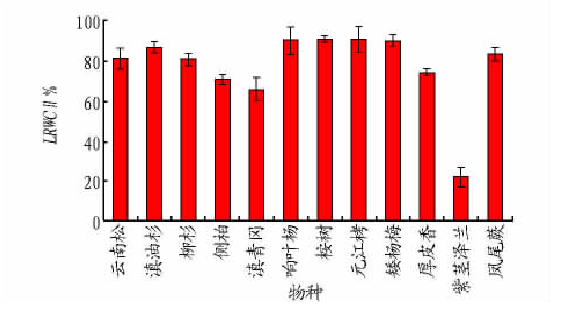 100
80
60
40
20
0
LRWC || %
云南松
滇油杉
柳杉
侧柏
滇青冈
响叶杨
桉树
元江栲
矮杨梅
厚皮香
紫茎泽兰
凤尾蕨
物种